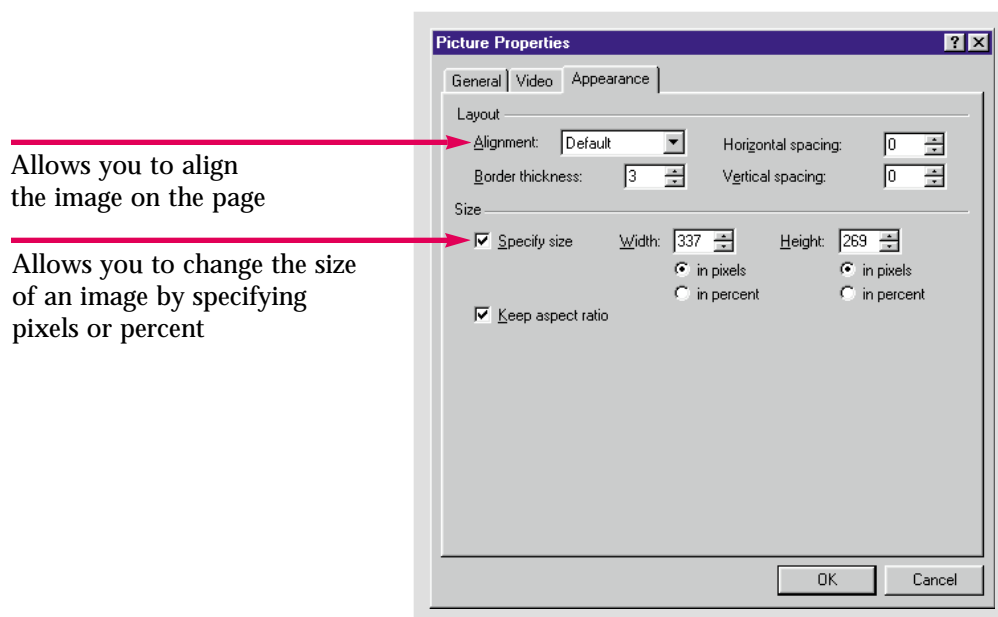 Picture Properties
General Video Appearance
Layout
Alignment: Default Horizontal spacing: 0
Border thickness: 3 Vertical spacing: 0
Size
Specify size Width: 337 Height: 269
in pixels in pixels
in percent in percent
Keep aspect ratio
OK Cancel
Allows you to align
the image on the page
Allows you to change the size
of an image by specifying
pixels or percent